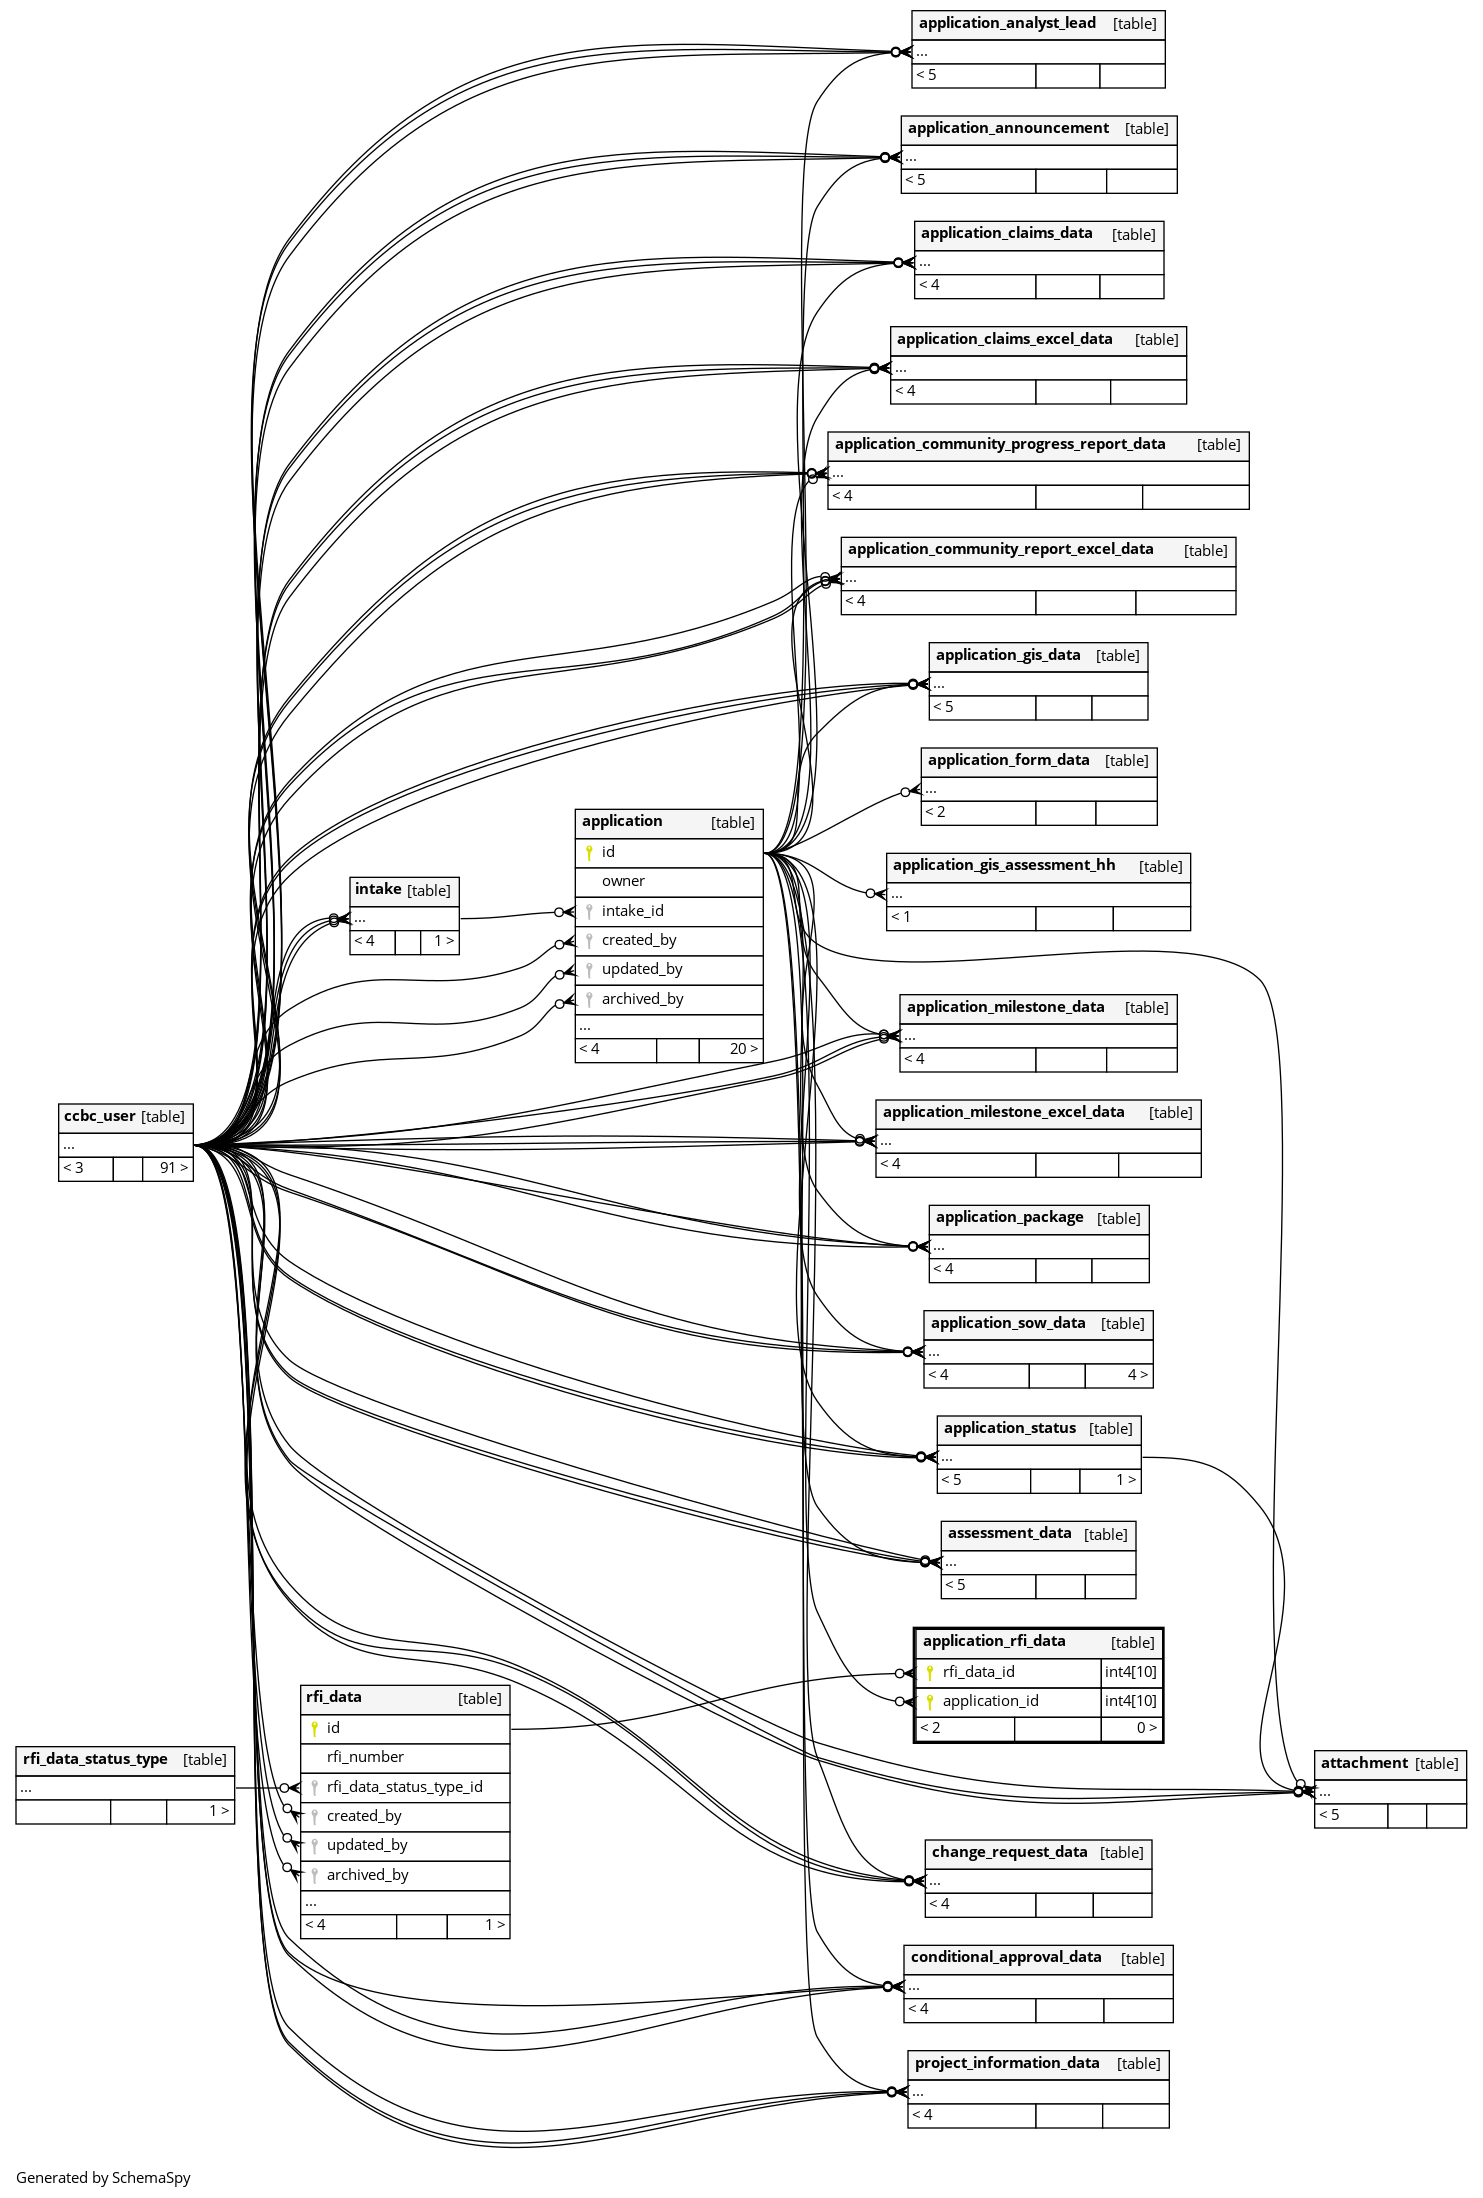 application_analyst_lead [table]
...
< 5
application_announcement [table]
...
< 5
application_claims_data [table]
...
< 4
application_claims_excel_data [table]
...
< 4
application_community_progress_report_data [table]
...
< 4
application_community_report_excel_data [table]
...
< 4
application_gis_data [table]
...
< 5
application_form_data [table]
...
< 2
application_gis_assessment_hh [table]
...
< 1
application [table]
id
owner
intake_id
created_by
updated_by
archived_by
...
< 4 20 >
intake [table]
...
< 4 1 >
application_milestone_data [table]
...
< 4
ccbc_user [table]
...
< 3 91 >
application_milestone_excel_data [table]
...
< 4
application_package [table]
...
< 4
application_sow_data [table]
...
< 4 4 >
application_status [table]
...
< 5 1 >
assessment_data [table]
...
< 5
application_rfi_data [table]
rfi_data_id int4[10]
application_id int4[10]
< 2 0 >
rfi_data [table]
id
rfi_number
rfi_data_status_type_id
created_by
updated_by
archived_by
...
< 4 1 >
rfi_data_status_type [table]
...
1 >
attachment [table]
...
< 5
change_request_data [table]
...
< 4
conditional_approval_data [table]
...
< 4
project_information_data [table]
...
< 4
Generated by SchemaSpy